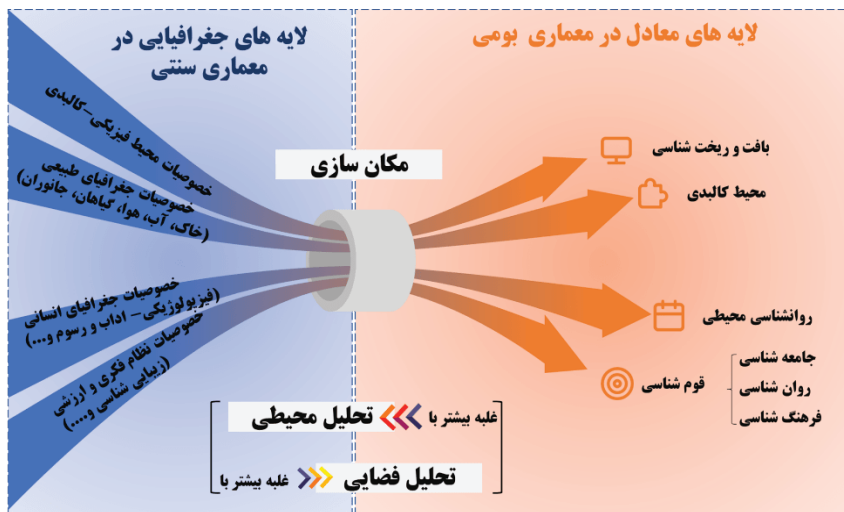 لایه های معادل در معماری بومی
لایه های جغرافیایی در
معماری سنتی
خصوصیات محیط فیزیکی-کالبدی
خصوصیات جغرافیای طبیعی
(خاک، آب، هوا، گیاهان، جانوران)
خصوصیات جغرافیای انسانی
(فیزیولوژیکی- اداب و رسوم و...)
خصوصیات نظام فکری و ارزشی
(زیبایی شناسی و....)
مکان سازی
بافت و ریخت شناسی
محیط کالبدی
روانشناسی محیطی
قوم شناسی
جامعه شناسی
روان شناسی
فرهنگ شناسی
غلبه بیشتر با تحلیل محیطی
تحلیل فضایی غلبه بیشتر با